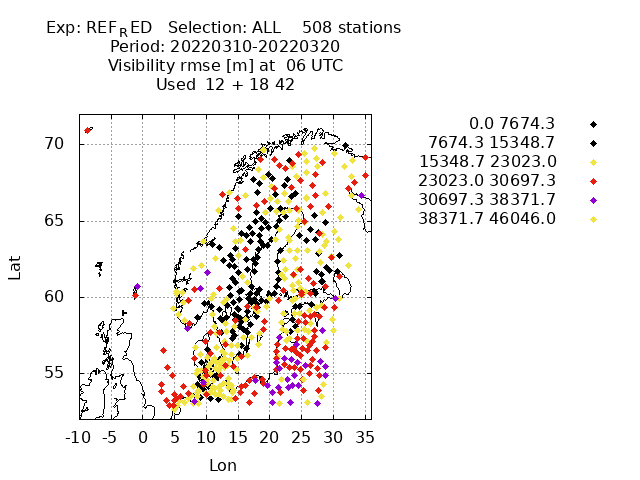 Exp: REF_RED Selection: ALL 508 stations
Period: 20220310-20220320
Visibility rmse [m] at 06 UTC
Used 12 + 18 42
0.0 7674.3
7674.3 15348.7
15348.7 23023.0
23023.0 30697.3
30697.3 38371.7
38371.7 46046.0
Lat
70
65
60
55
-10 -5 0 5 10 15 20 25 30 35
Lon